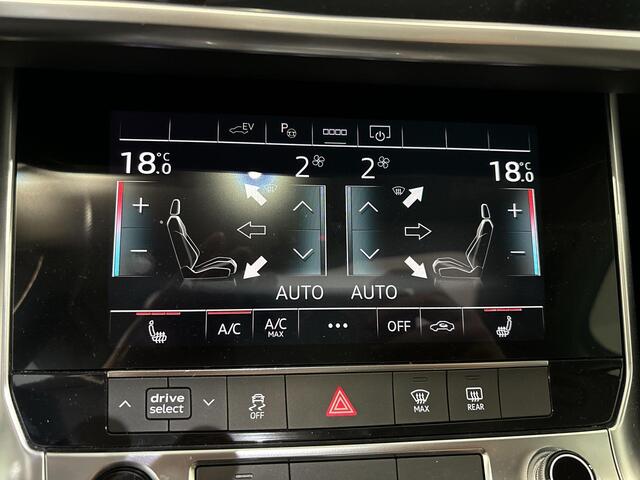 EV P
18.0 °C 2 2 18.0 °C
+ +
− −
AUTO AUTO
A/C A/C MAX ••• OFF
drive select OFF MAX REAR